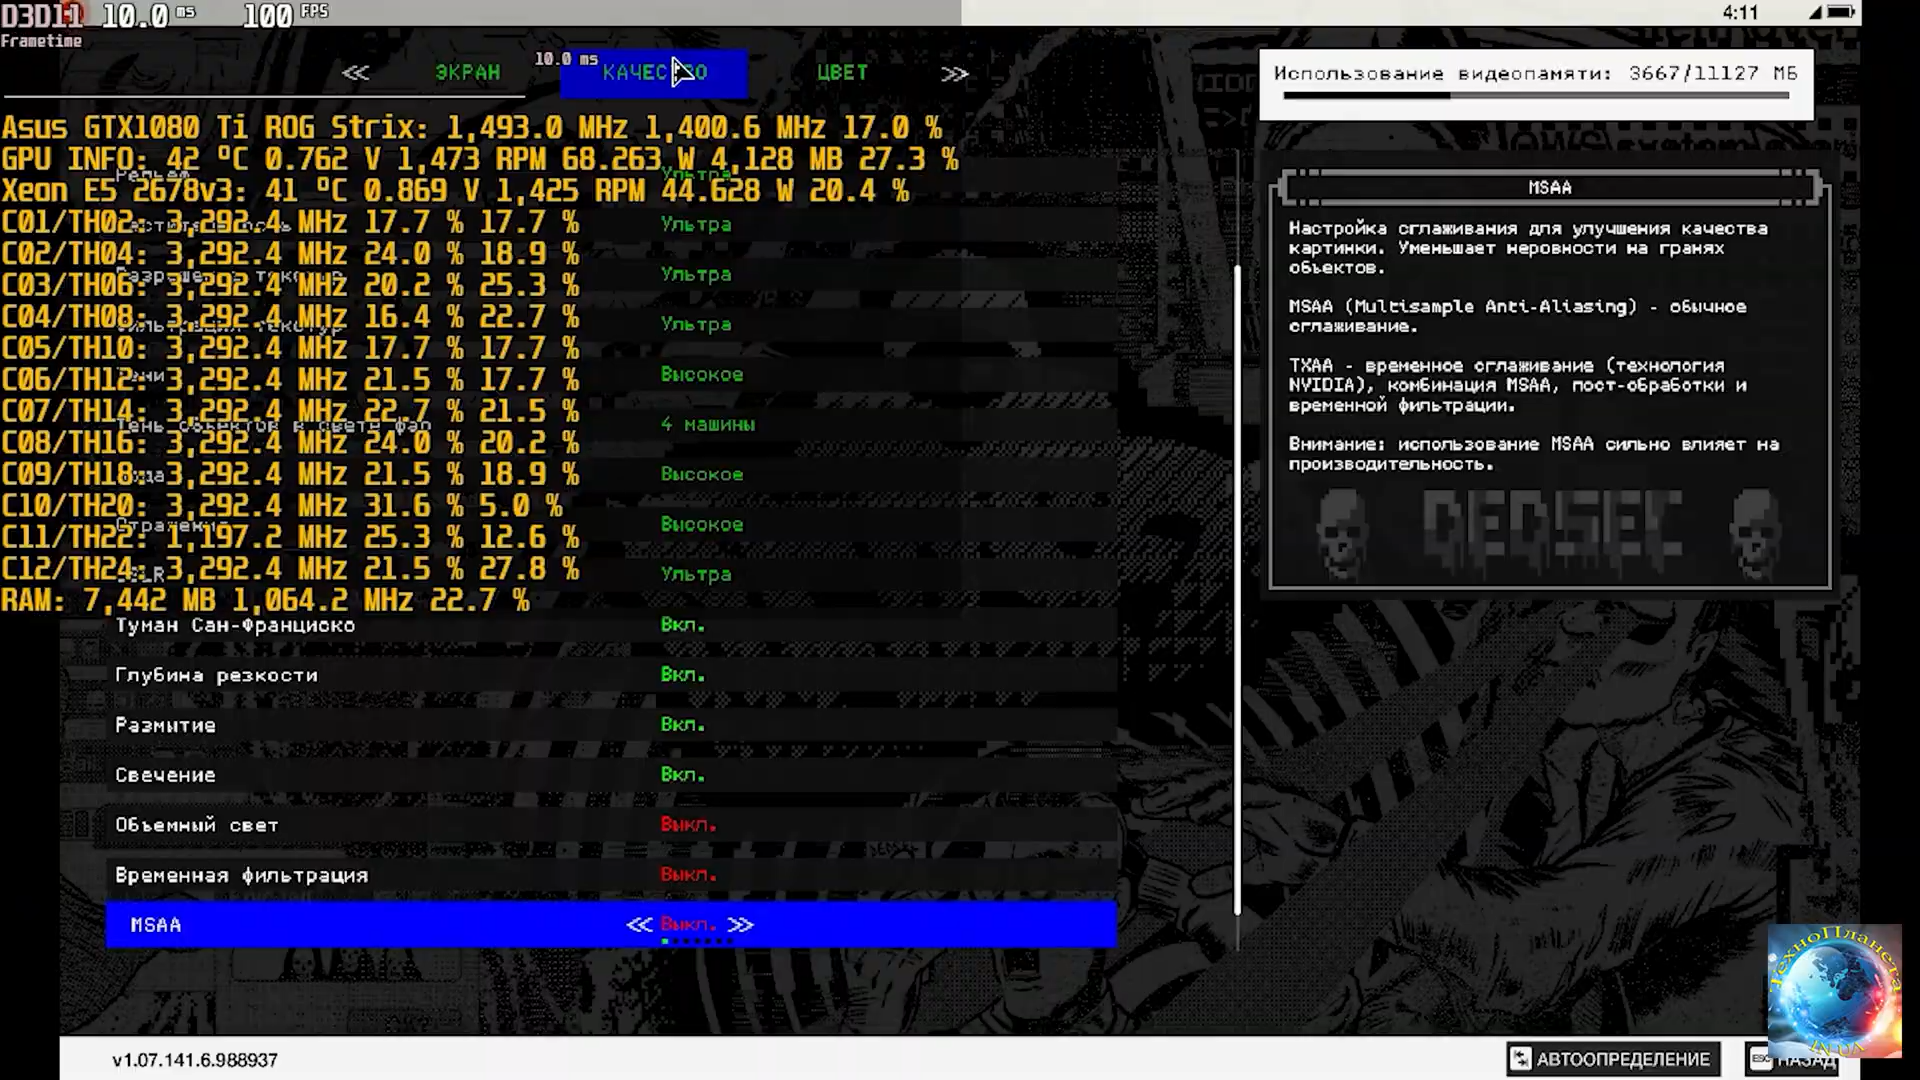 D3D11 10.0 ms 100 FPS
4:11
Frametime
10.0 ms
ЭКРАН
ЦВЕТ
Использование видеопамяти: 3667/11127 МБ
Asus GTX1080 Ti ROG Strix: 1,493.0 MHz 1,400.6 MHz 17.0 %
GPU INFO: 42 ºC 0.762 V 1,473 RPM 68.263 W 4,128 MB 27.3 %
Ультра
Xeon E5 2678v3: 41 ºC 0.869 V 1,425 RPM 44.628 W 20.4 %
C01/TH02: 3,292.4 MHz 17.7 % 17.7 %
Ультра
C02/TH04: 3,292.4 MHz 24.0 % 18.9 %
Ультра
C03/TH06: 3,292.4 MHz 20.2 % 25.3 %
C04/TH08: 3,292.4 MHz 16.4 % 22.7 %
Ультра
C05/TH10: 3,292.4 MHz 17.7 % 17.7 %
C06/TH12: 3,292.4 MHz 21.5 % 17.7 %
Высокое
C07/TH14: 3,292.4 MHz 22.7 % 21.5 %
4 машины
C08/TH16: 3,292.4 MHz 24.0 % 20.2 %
C09/TH18: 3,292.4 MHz 21.5 % 18.9 %
Высокое
C10/TH20: 3,292.4 MHz 31.6 % 5.0 %
Высокое
C11/TH22: 1,197.2 MHz 25.3 % 12.6 %
C12/TH24: 3,292.4 MHz 21.5 % 27.8 %
Ультра
RAM: 7,442 MB 1,064.2 MHz 22.7 %
Туман Сан-Франциско Вкл.
Глубина резкости Вкл.
Размытие Вкл.
Свечение Вкл.
Объемный свет Выкл.
Временная фильтрация Выкл.
MSAA Выкл.
MSAA
Настройка сглаживания для улучшения качества
картинки. Уменьшает неровности на гранях
объектов.
MSAA (Multisample Anti-Aliasing) - обычное
сглаживание.
TXAA - временное сглаживание (технология
NVIDIA), комбинация MSAA, пост-обработки и
временной фильтрации.
Внимание: использование MSAA сильно влияет на
производительность.
DEDSEC
v1.07.141.6.988937
АВТООПРЕДЕЛЕНИЕ
ESC НАЗАД
ТехноПланета
IN UA